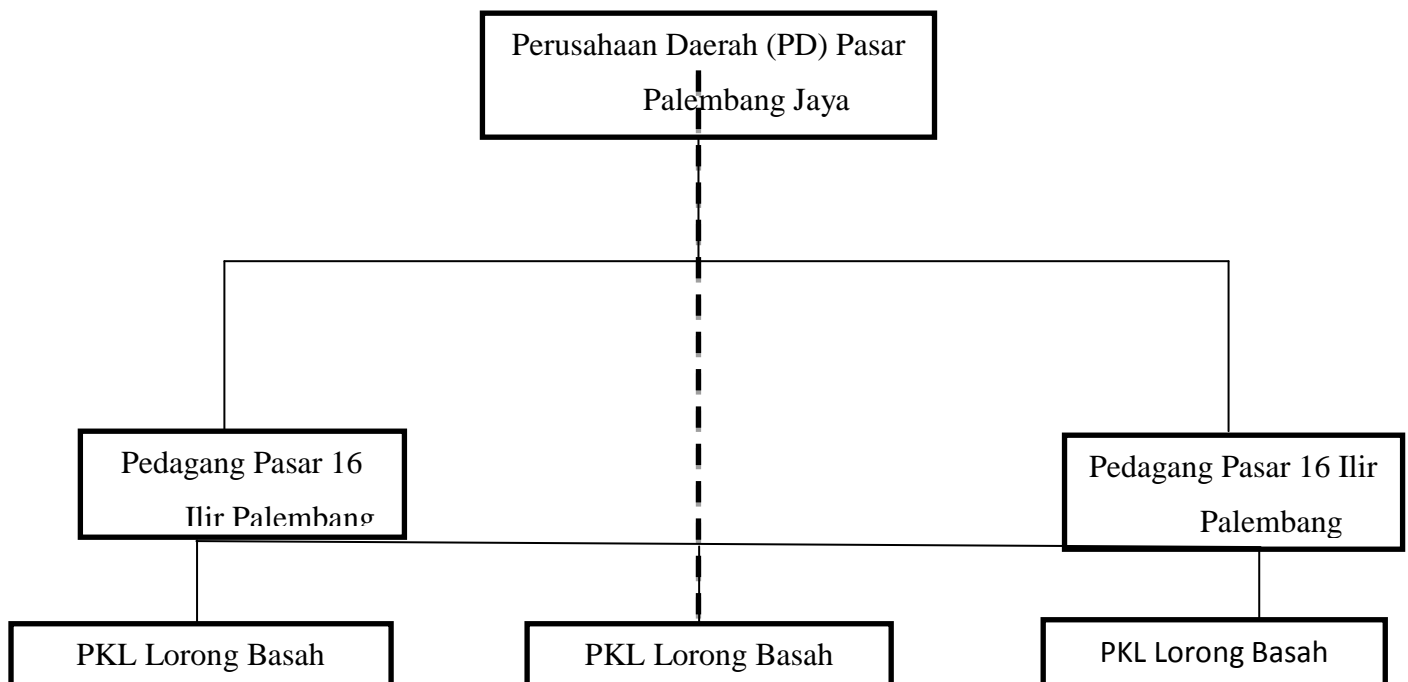 Perusahaan Daerah (PD) Pasar
Palembang Jaya
Pedagang Pasar 16
Ilir Palembang
Pedagang Pasar 16 Ilir
Palembang
PKL Lorong Basah
PKL Lorong Basah
PKL Lorong Basah